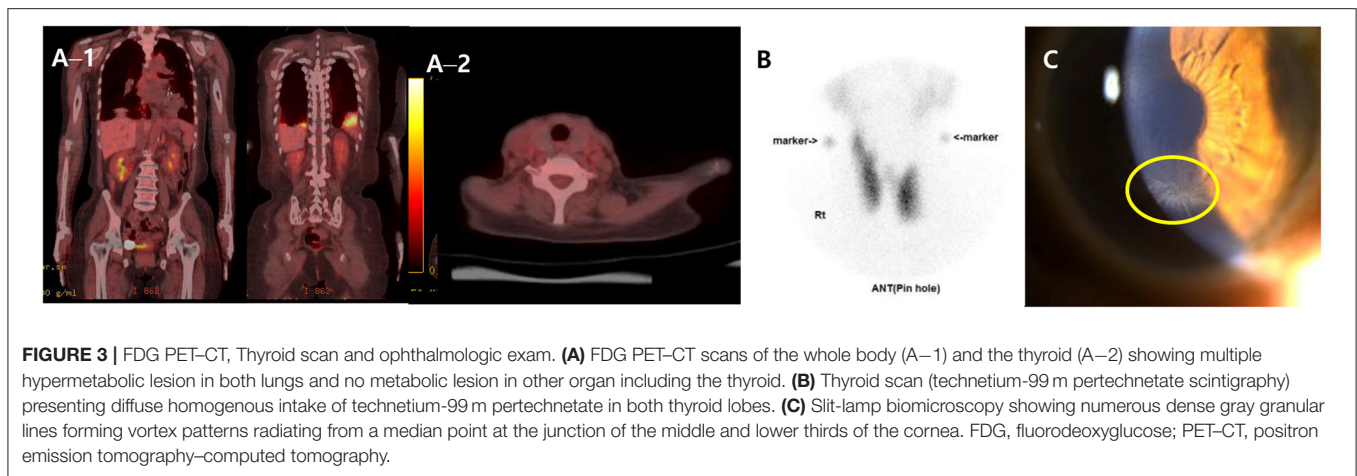 A–1
A–2
B
C
marker->
<-marker
Rt
ANT(Pin hole)
I 862
I 862
FIGURE 3 | FDG PET–CT, Thyroid scan and ophthalmologic exam. (A) FDG PET–CT scans of the whole body (A–1) and the thyroid (A–2) showing multiple
hypermetabolic lesion in both lungs and no metabolic lesion in other organ including the thyroid. (B) Thyroid scan (technetium-99 m pertechnetate scintigraphy)
presenting diffuse homogenous intake of technetium-99 m pertechnetate in both thyroid lobes. (C) Slit-lamp biomicroscopy showing numerous dense gray granular
lines forming vortex patterns radiating from a median point at the junction of the middle and lower thirds of the cornea. FDG, fluorodeoxyglucose; PET–CT, positron
emission tomography–computed tomography.